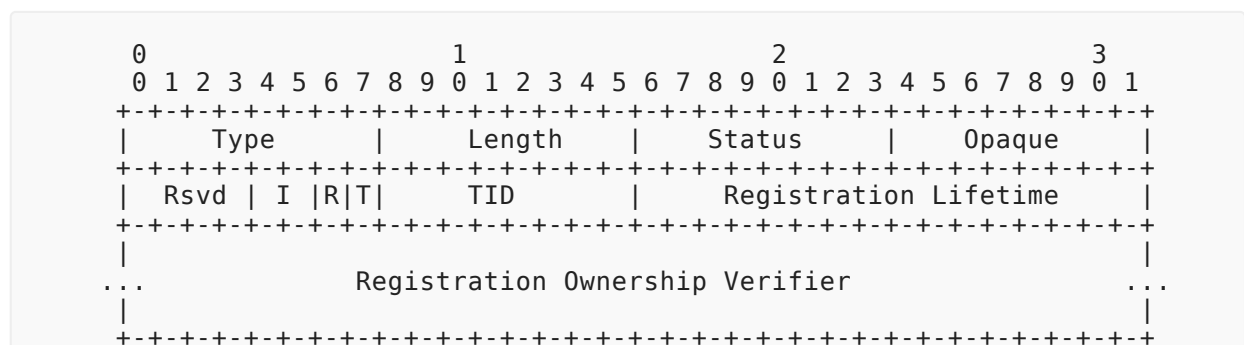 0                   1                   2                   3
0 1 2 3 4 5 6 7 8 9 0 1 2 3 4 5 6 7 8 9 0 1 2 3 4 5 6 7 8 9 0 1
+-+-+-+-+-+-+-+-+-+-+-+-+-+-+-+-+-+-+-+-+-+-+-+-+-+-+-+-+-+-+-+-+
|     Type      |     Length    |    Status     |    Opaque     |
+-+-+-+-+-+-+-+-+-+-+-+-+-+-+-+-+-+-+-+-+-+-+-+-+-+-+-+-+-+-+-+-+
|  Rsvd | I |R|T|     TID       |     Registration Lifetime     |
+-+-+-+-+-+-+-+-+-+-+-+-+-+-+-+-+-+-+-+-+-+-+-+-+-+-+-+-+-+-+-+-+
|                                                               |
...             Registration Ownership Verifier                 ...
|                                                               |
+-+-+-+-+-+-+-+-+-+-+-+-+-+-+-+-+-+-+-+-+-+-+-+-+-+-+-+-+-+-+-+-+